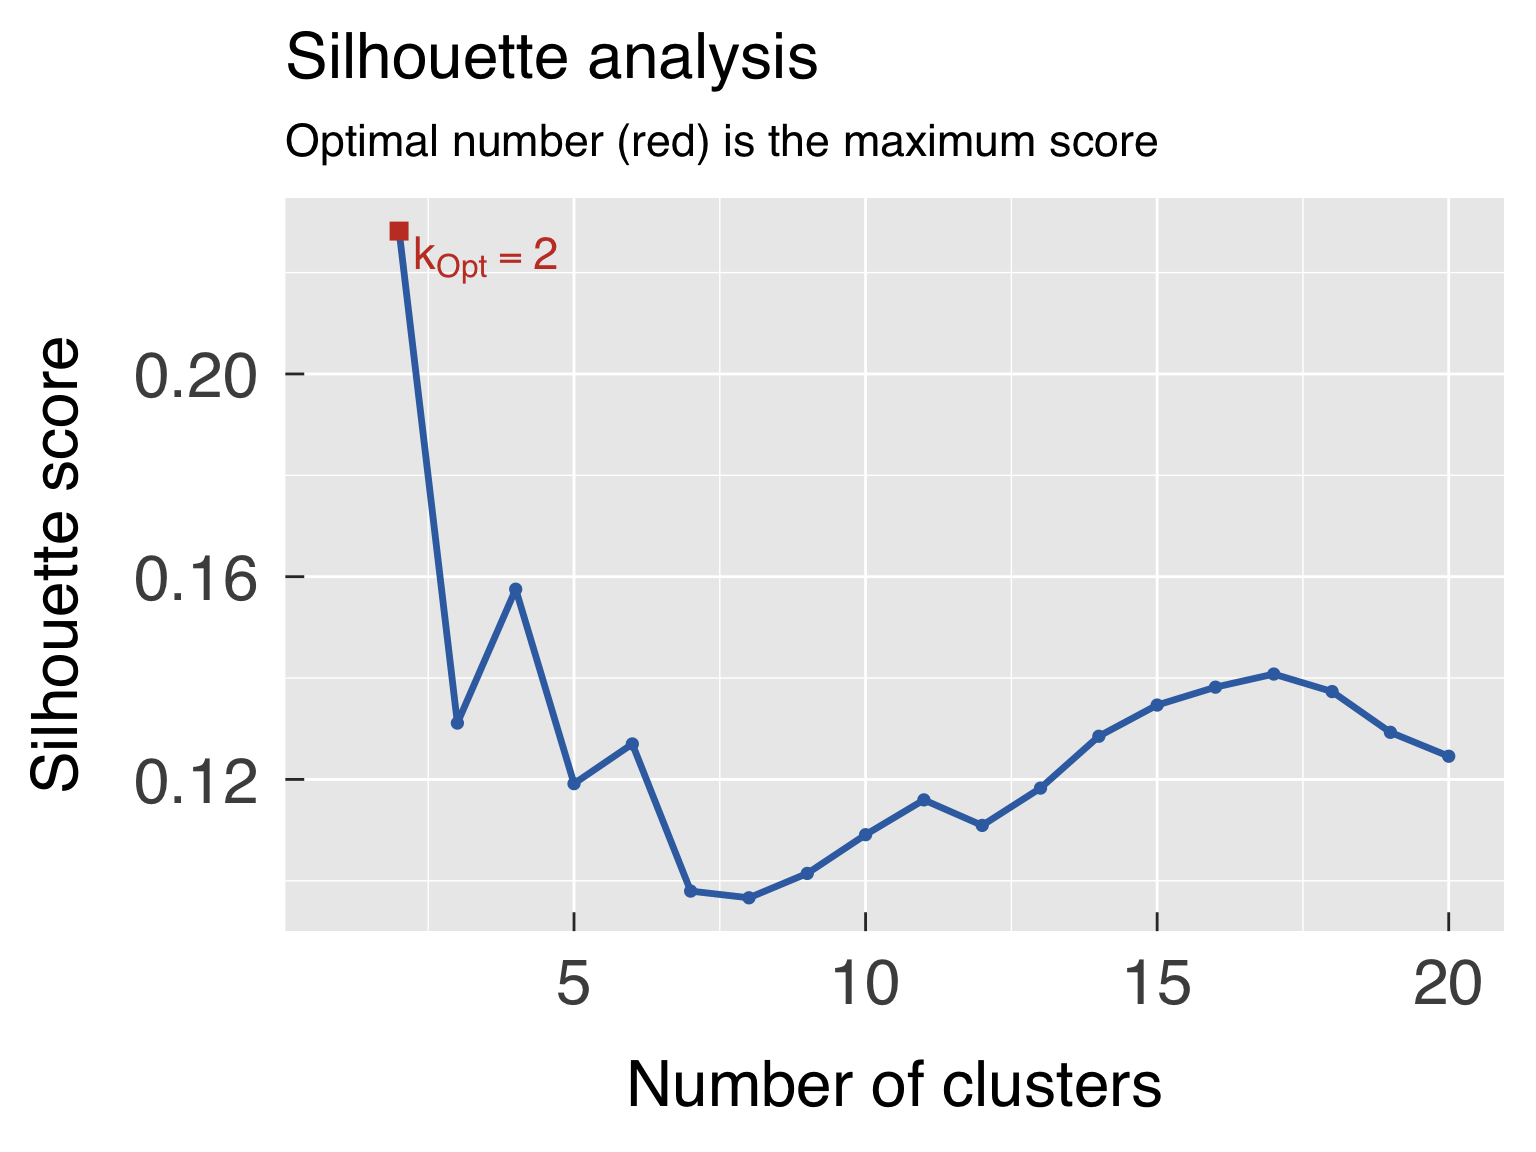 Silhouette analysis
Optimal number (red) is the maximum score
kOpt = 2
Silhouette score
0.20
0.16
0.12
5 10 15 20
Number of clusters